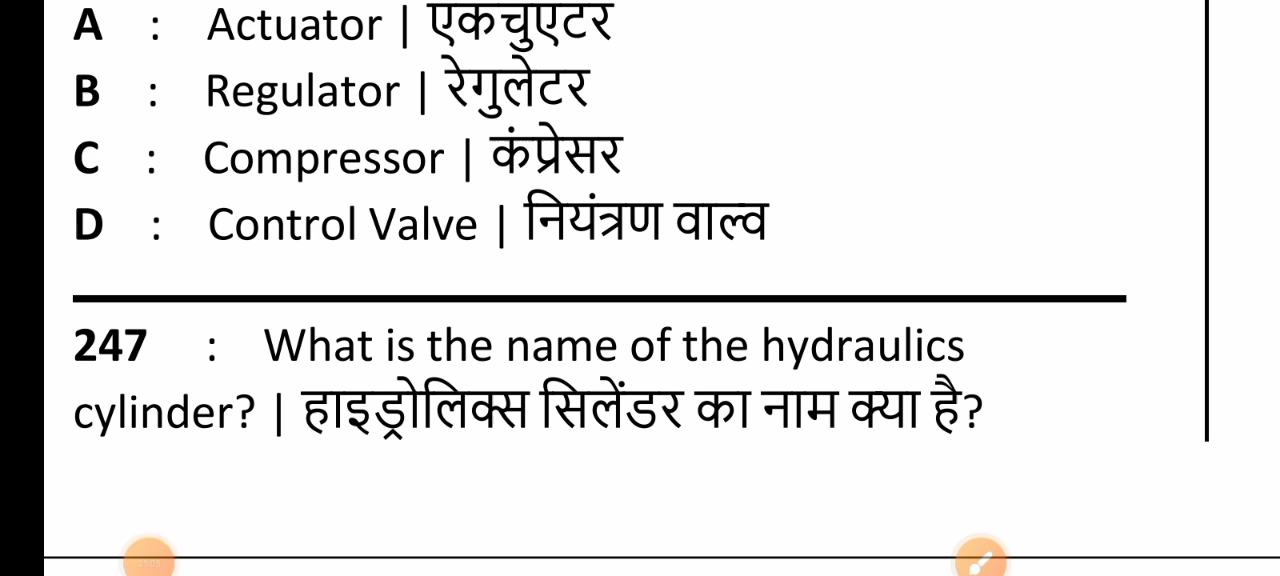 A : Actuator | एकचुएटर
B : Regulator | रेगुलेटर
C : Compressor | कंप्रेसर
D : Control Valve | नियंत्रण वाल्व
247 : What is the name of the hydraulics
cylinder? | हाइड्रोलिक्स सिलेंडर का नाम क्या है?